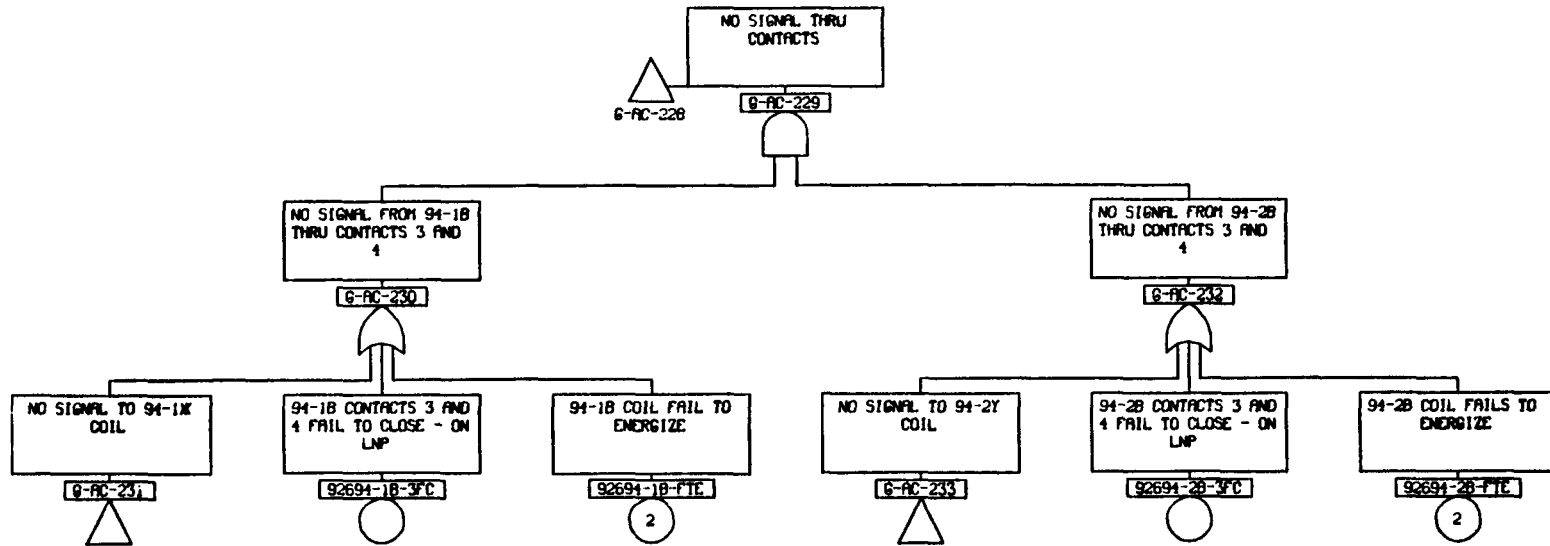 NO SIGNAL THRU
CONTACTS
G-AC-228
G-AC-229
NO SIGNAL FROM 94-1B
THRU CONTACTS 3 AND
4
G-AC-230
NO SIGNAL FROM 94-2B
THRU CONTACTS 3 AND
4
G-AC-232
NO SIGNAL TO 94-1X
COIL
G-AC-231
94-1B CONTACTS 3 AND
4 FAIL TO CLOSE - ON
LNP
92694-1B-3FC
94-1B COIL FAIL TO
ENERGIZE
92694-1B-FTE
2
NO SIGNAL TO 94-2Y
COIL
G-AC-233
94-2B CONTACTS 3 AND
4 FAIL TO CLOSE - ON
LNP
92694-2B-3FC
94-2B COIL FAILS TO
ENERGIZE
92694-2B-FTE
2